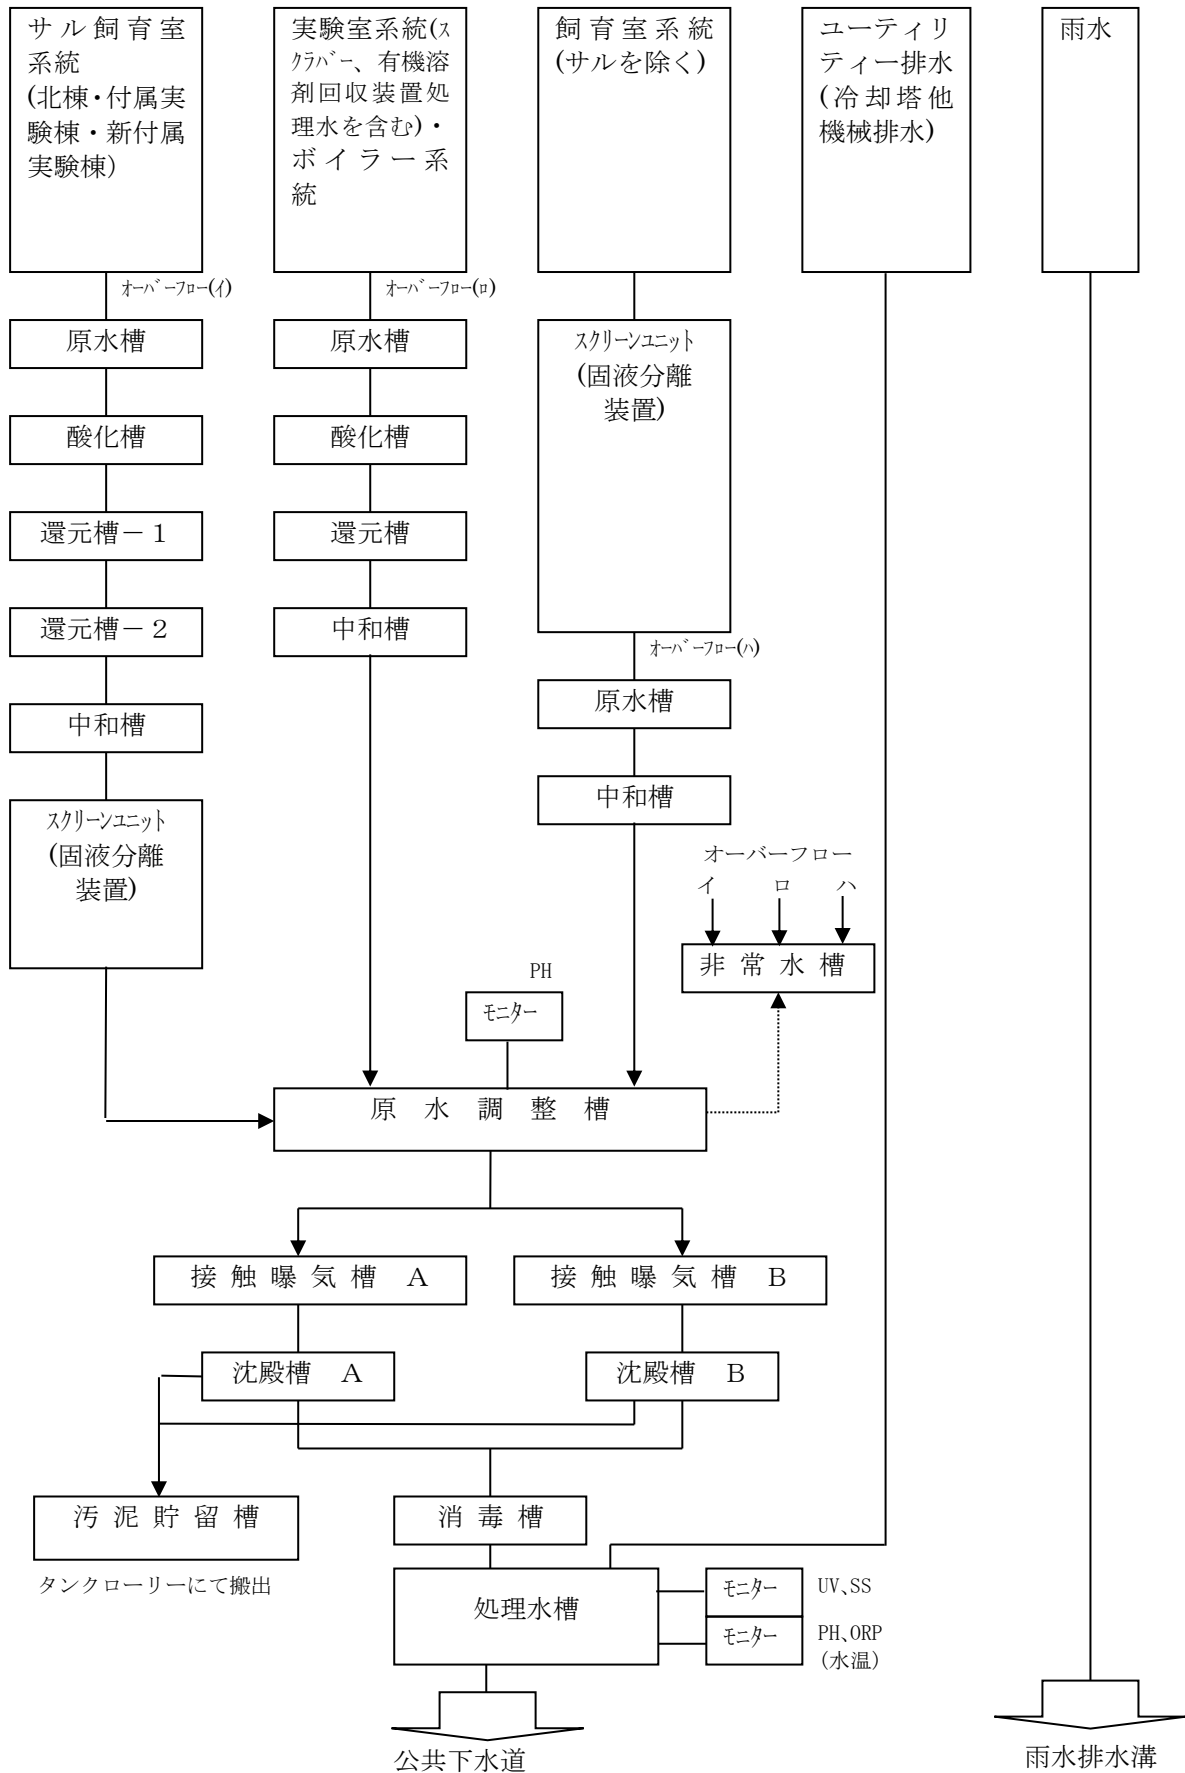 サル飼育室
系統
(北棟・付属実
験棟・新付属
実験棟)
実験室系統(ｽ
ｸﾗﾊﾞｰ、有機溶
剤回収装置処
理水を含む)・
ボイラー系
統
飼育室系統
(サルを除く)
ユーティリ
ティー排水
(冷却塔他
機械排水)
雨水
ｵｰﾊﾞｰﾌﾛｰ(ｲ)
ｵｰﾊﾞｰﾌﾛｰ(ﾛ)
原水槽
原水槽
ｽｸﾘｰﾝﾕﾆｯﾄ
(固液分離
装置)
酸化槽
酸化槽
還元槽－１
還元槽
還元槽－２
中和槽
ｵｰﾊﾞｰﾌﾛｰ(ﾊ)
原水槽
中和槽
中和槽
ｽｸﾘｰﾝﾕﾆｯﾄ
(固液分離
装置)
オーバーフロー
イ ロ ハ
非常水槽
PH
ﾓﾆﾀｰ
原水調整槽
接触曝気槽 Ａ
接触曝気槽 Ｂ
沈殿槽 Ａ
沈殿槽 Ｂ
汚泥貯留槽
消毒槽
タンクローリーにて搬出
処理水槽
ﾓﾆﾀｰ
UV、SS
ﾓﾆﾀｰ
PH、ORP
(水温)
公共下水道
雨水排水溝